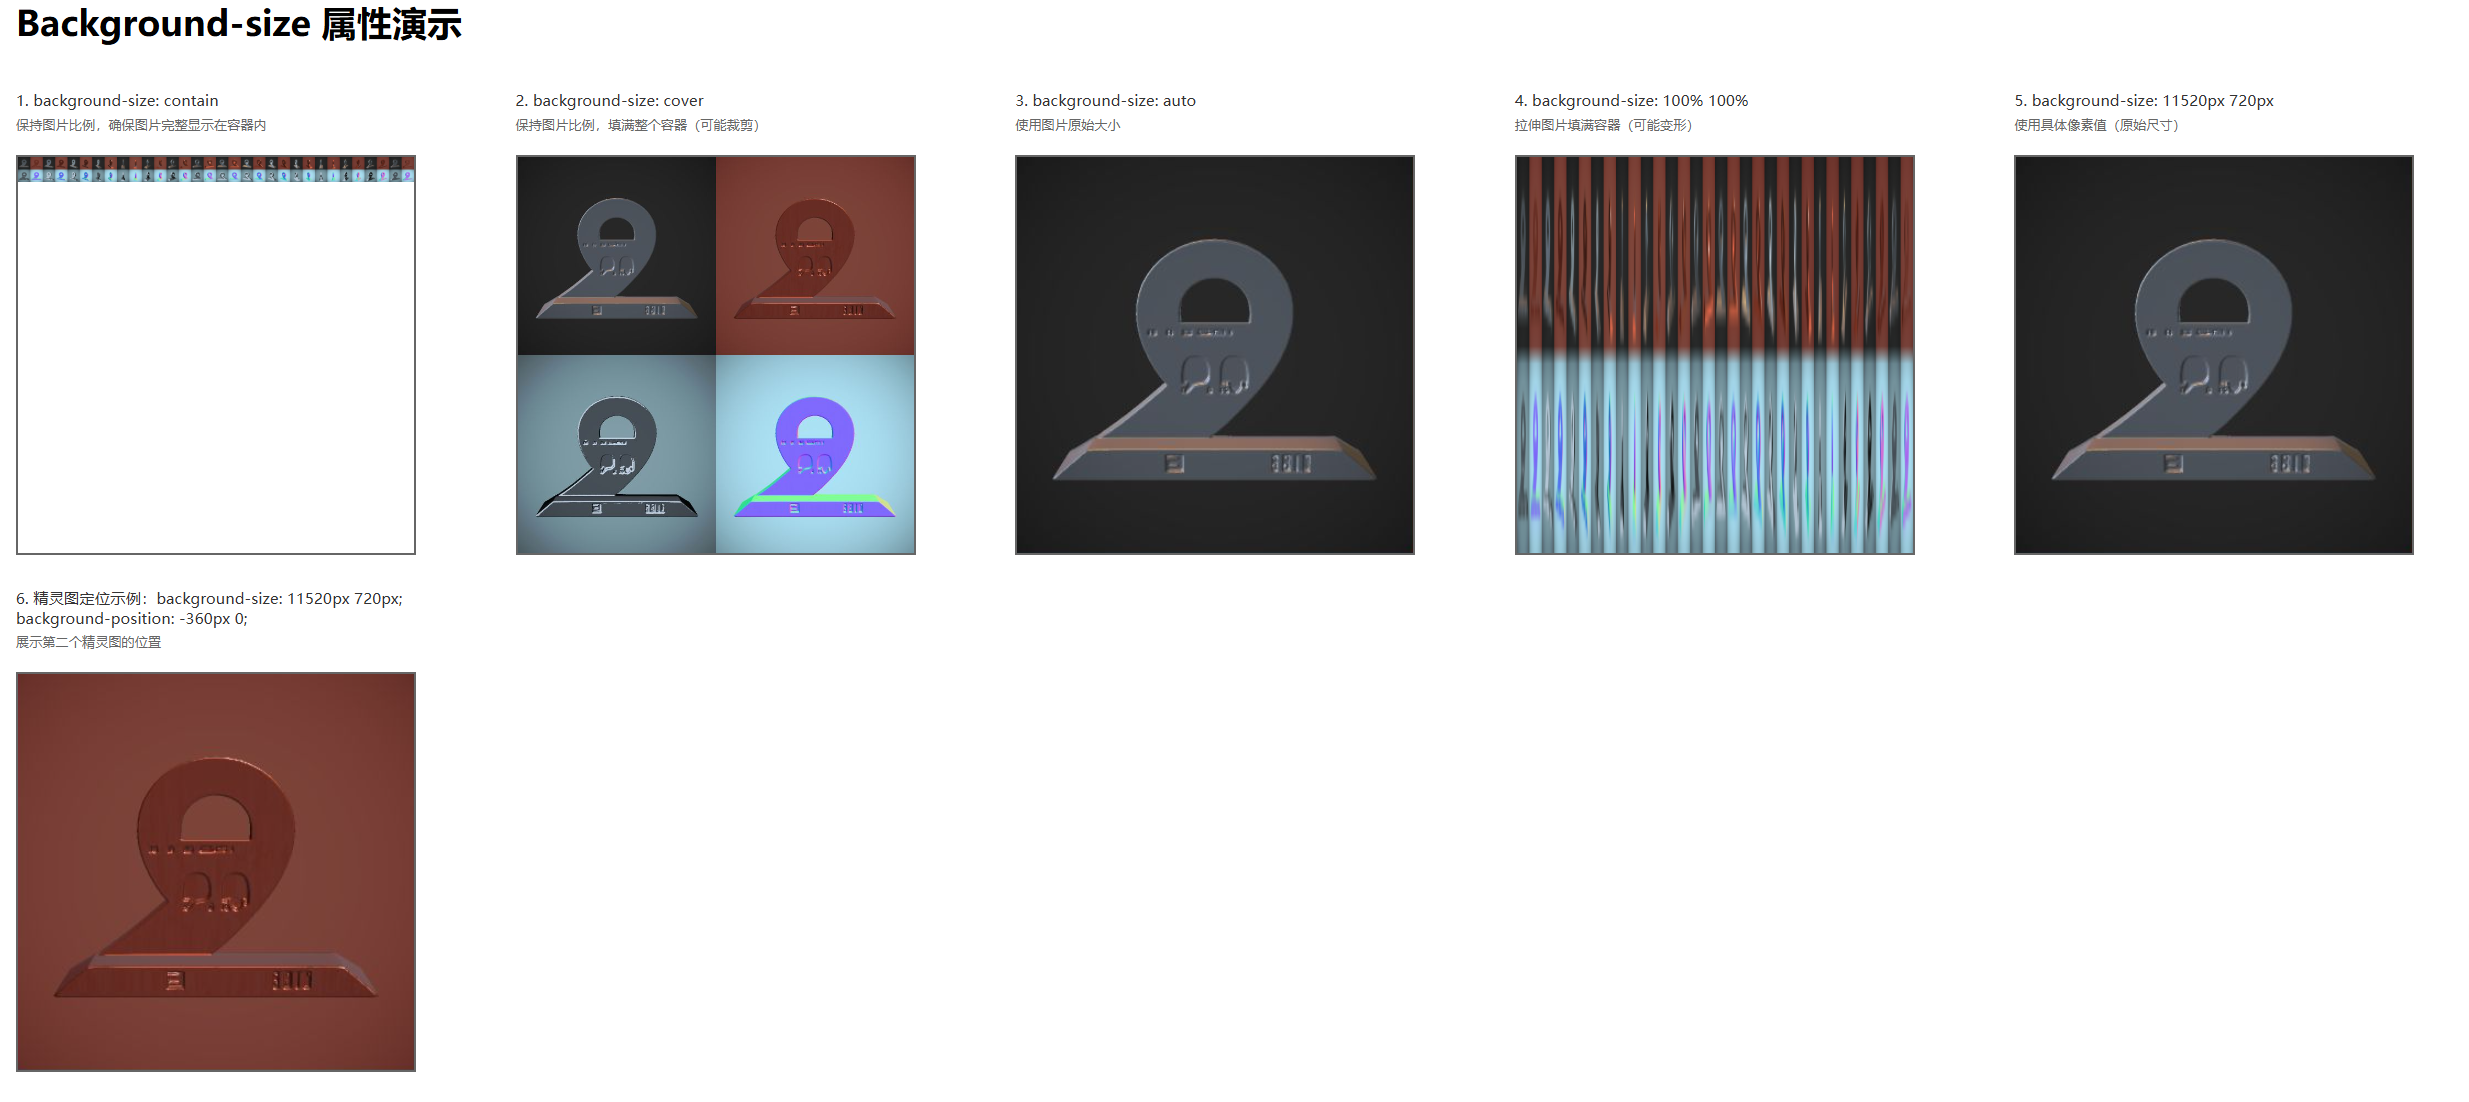 Background-size 属性演示
1. background-size: contain
保持图片比例，确保图片完整显示在容器内
2. background-size: cover
保持图片比例，填满整个容器（可能裁剪）
3. background-size: auto
使用图片原始大小
4. background-size: 100% 100%
拉伸图片填满容器（可能变形）
5. background-size: 11520px 720px
使用具体像素值（原始尺寸）
6. 精灵图定位示例：background-size: 11520px 720px;
background-position: -360px 0;
展示第二个精灵图的位置